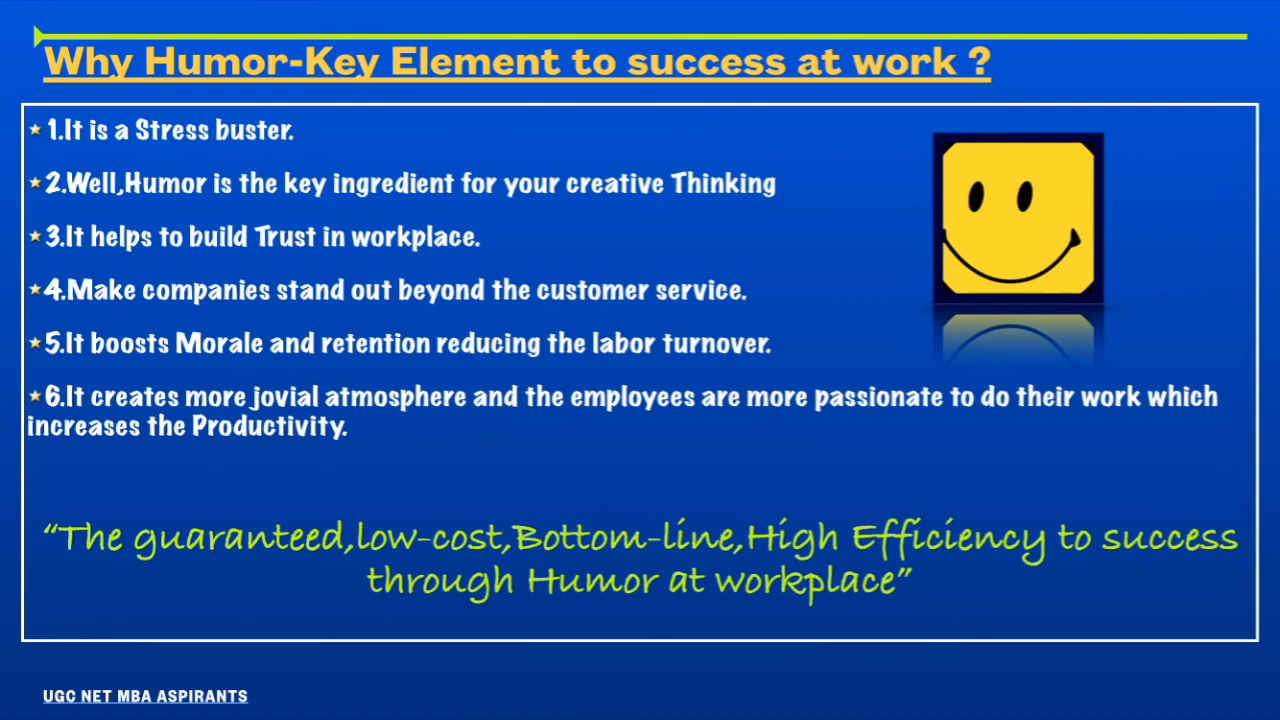 Why Humor-Key Element to success at work ?
1.It is a Stress buster.
2.Well,Humor is the key ingredient for your creative Thinking
3.It helps to build Trust in workplace.
4.Make companies stand out beyond the customer service.
5.It boosts Morale and retention reducing the labor turnover.
6.It creates more jovial atmosphere and the employees are more passionate to do their work which
increases the Productivity.
“The guaranteed,low-cost,Bottom-line,High Efficiency to success
through Humor at workplace”
UGC NET MBA ASPIRANTS